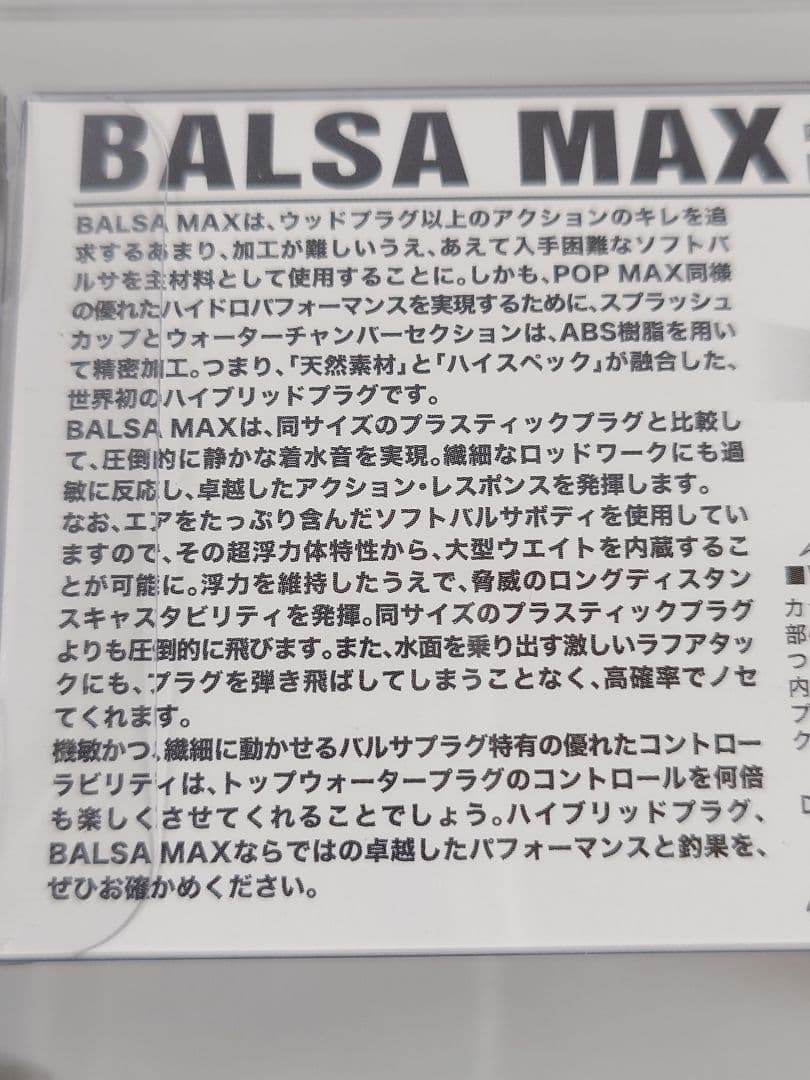 BALSA MAX
BALSA MAXは、ウッドプラグ以上のアクションのキレを追
求するあまり、加工が難しいうえ、あえて入手困難なソフトバ
ルサを主材料として使用することに。しかも、POP MAX同様
の優れたハイドロパフォーマンスを実現するために、スプラッシュ
カップとウォーターチャンバーセクションは、ABS樹脂を用い
て精密加工。つまり、「天然素材」と「ハイスペック」が融合した、
世界初のハイブリッドプラグです。
BALSA MAXは、同サイズのプラスティックプラグと比較し
て、圧倒的に静かな着水音を実現。繊細なロッドワークにも過
敏に反応し、卓越したアクション・レスポンスを発揮します。
なお、エアをたっぷり含んだソフトバルサボディを使用してい
ますので、その超浮力体特性から、大型ウエイトを内蔵するこ
とが可能に。浮力を維持したうえで、脅威のロングディスタン
スキャスタビリティを発揮。同サイズのプラスティックプラグ
よりも圧倒的に飛びます。また、水面を乗り出す激しいラフアタッ
クにも、プラグを弾き飛ばしてしまうことなく、高確率でノセ
てくれます。
機敏かつ、繊細に動かせるバルサプラグ特有の優れたコントロー
ラビリティは、トップウォータープラグのコントロールを何倍
も楽しくさせてくれることでしょう。ハイブリッドプラグ、
BALSA MAXならではの卓越したパフォーマンスと釣果を、
ぜひお確かめください。
カ
部
つ
内
プ
ク